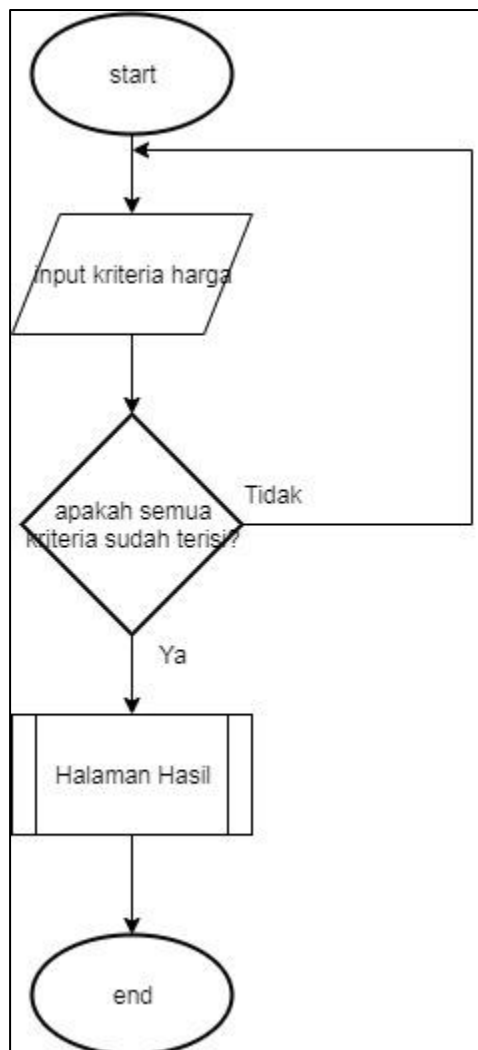 start
input kriteria harga
apakah semua
kriteria sudah terisi?
Tidak
Ya
Halaman Hasil
end